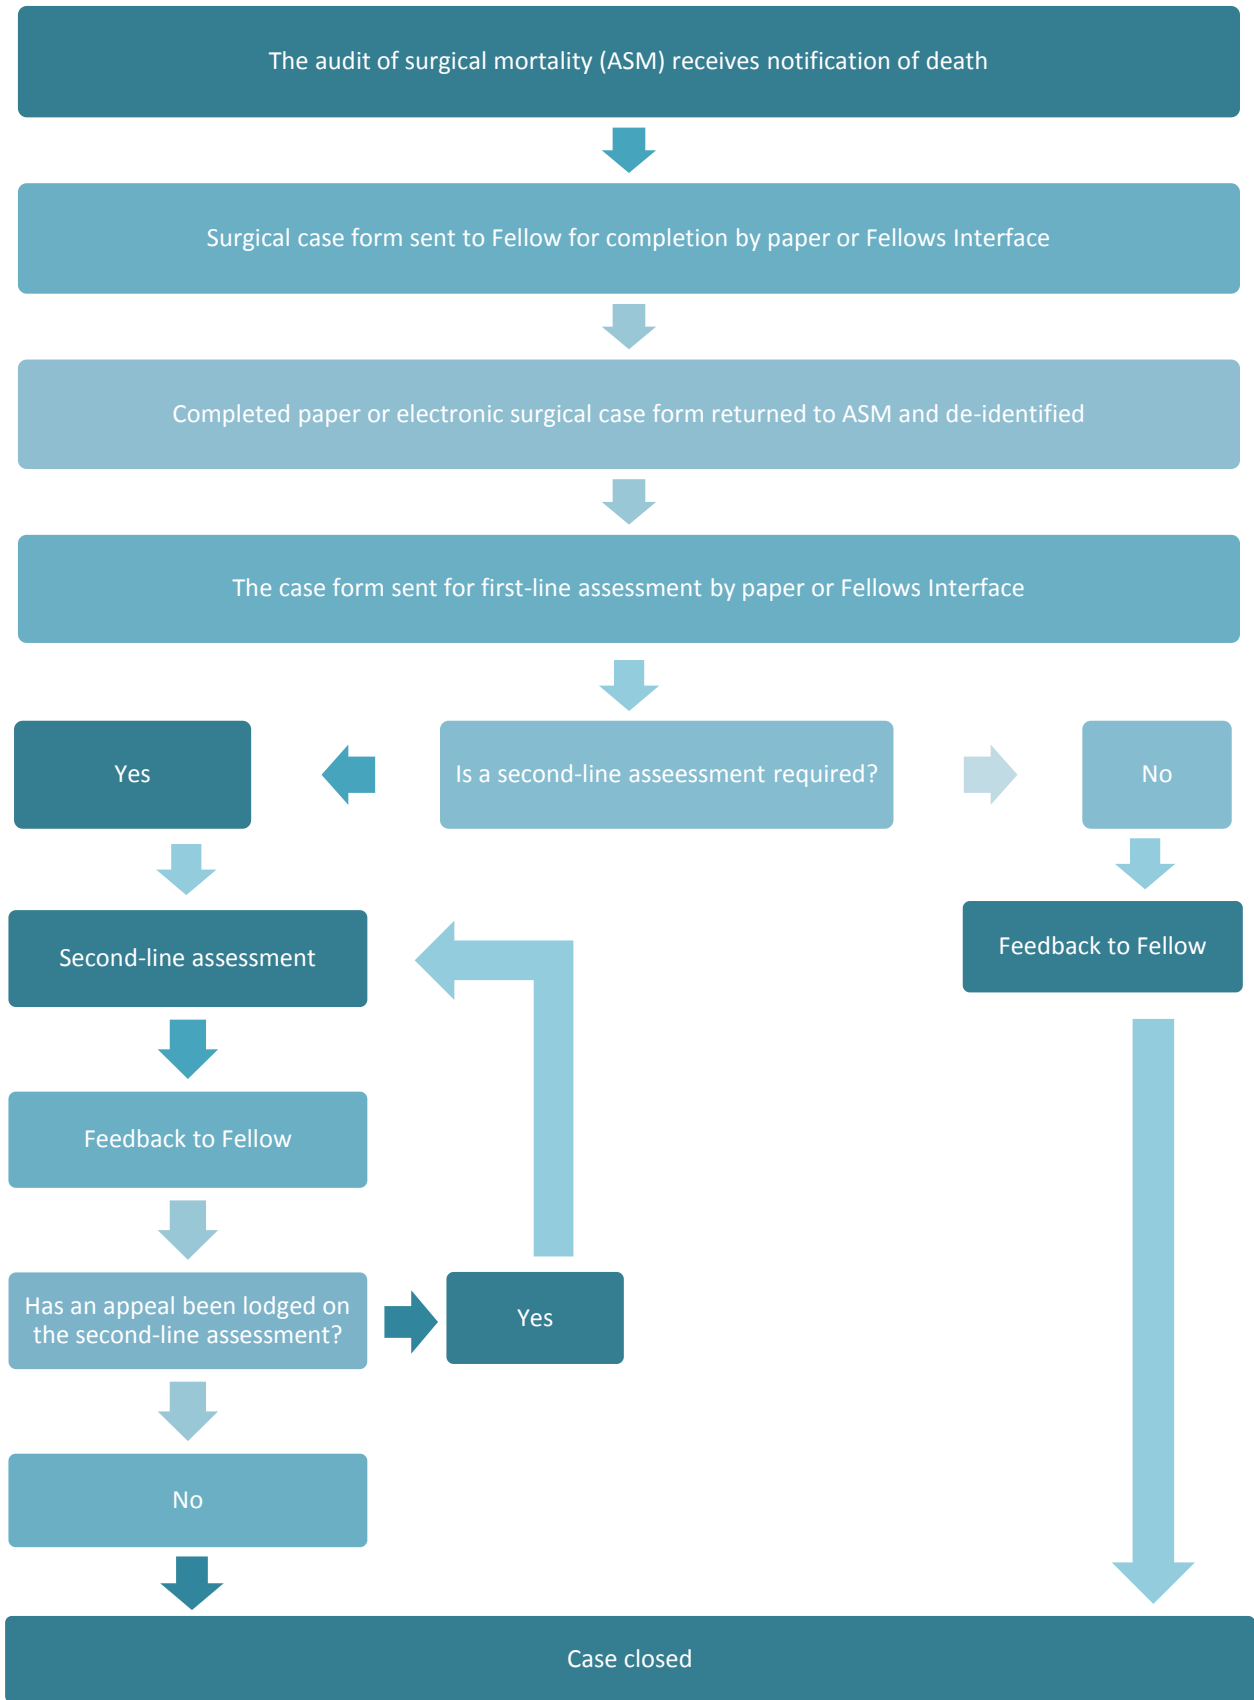 The audit of surgical mortality (ASM) receives notification of death
Surgical case form sent to Fellow for completion by paper or Fellows Interface
Completed paper or electronic surgical case form returned to ASM and de-identified
The case form sent for first-line assessment by paper or Fellows Interface
Yes
Is a second-line asseessment required?
No
Second-line assessment
Feedback to Fellow
Feedback to Fellow
Has an appeal been lodged on
the second-line assessment?
Yes
No
Case closed